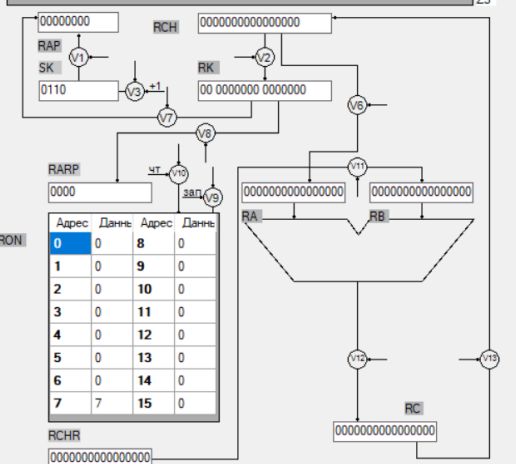 23
00000000
RCH
0000000000000000
RAP
V1
V2
SK
RK
0110
V3
+1
00 0000000 0000000
V6
V7
V8
RARP
чт
V10
V11
0000
зап
V9
0000000000000000
0000000000000000
RA
RB
RON
Адрес Данн Адрес Данн
0 0 8 0
1 0 9 0
2 0 10 0
3 0 11 0
4 0 12 0
5 0 13 0
6 0 14 0
7 7 15 0
V12
V13
RC
0000000000000000
RCHR
0000000000000000